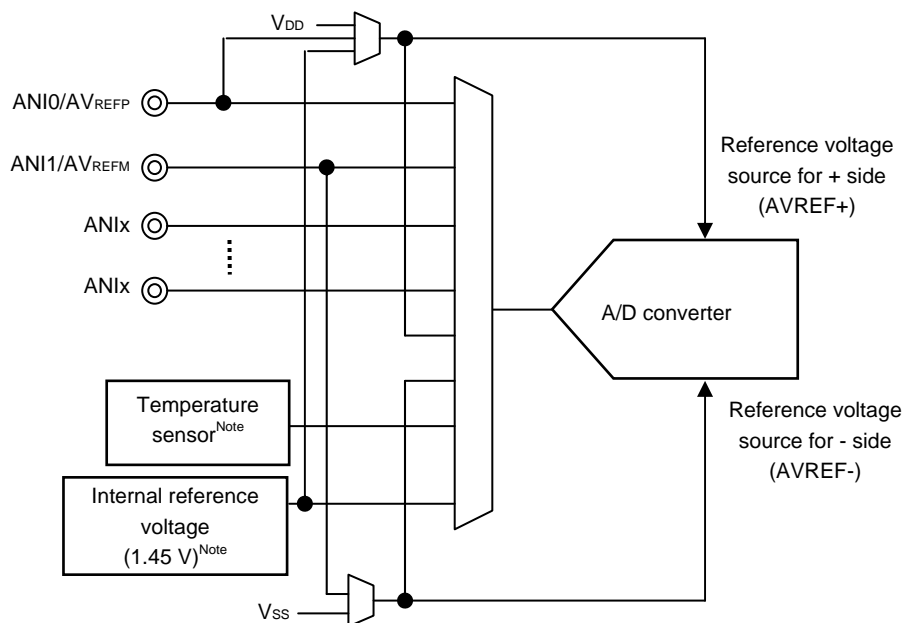 VDD
ANI0/AVREFP
ANI1/AVREFM
ANIx
ANIx
Reference voltage
source for + side
(AVREF+)
A/D converter
Temperature
sensorNote
Reference voltage
source for - side
(AVREF-)
Internal reference
voltage
(1.45 V)Note
VSS